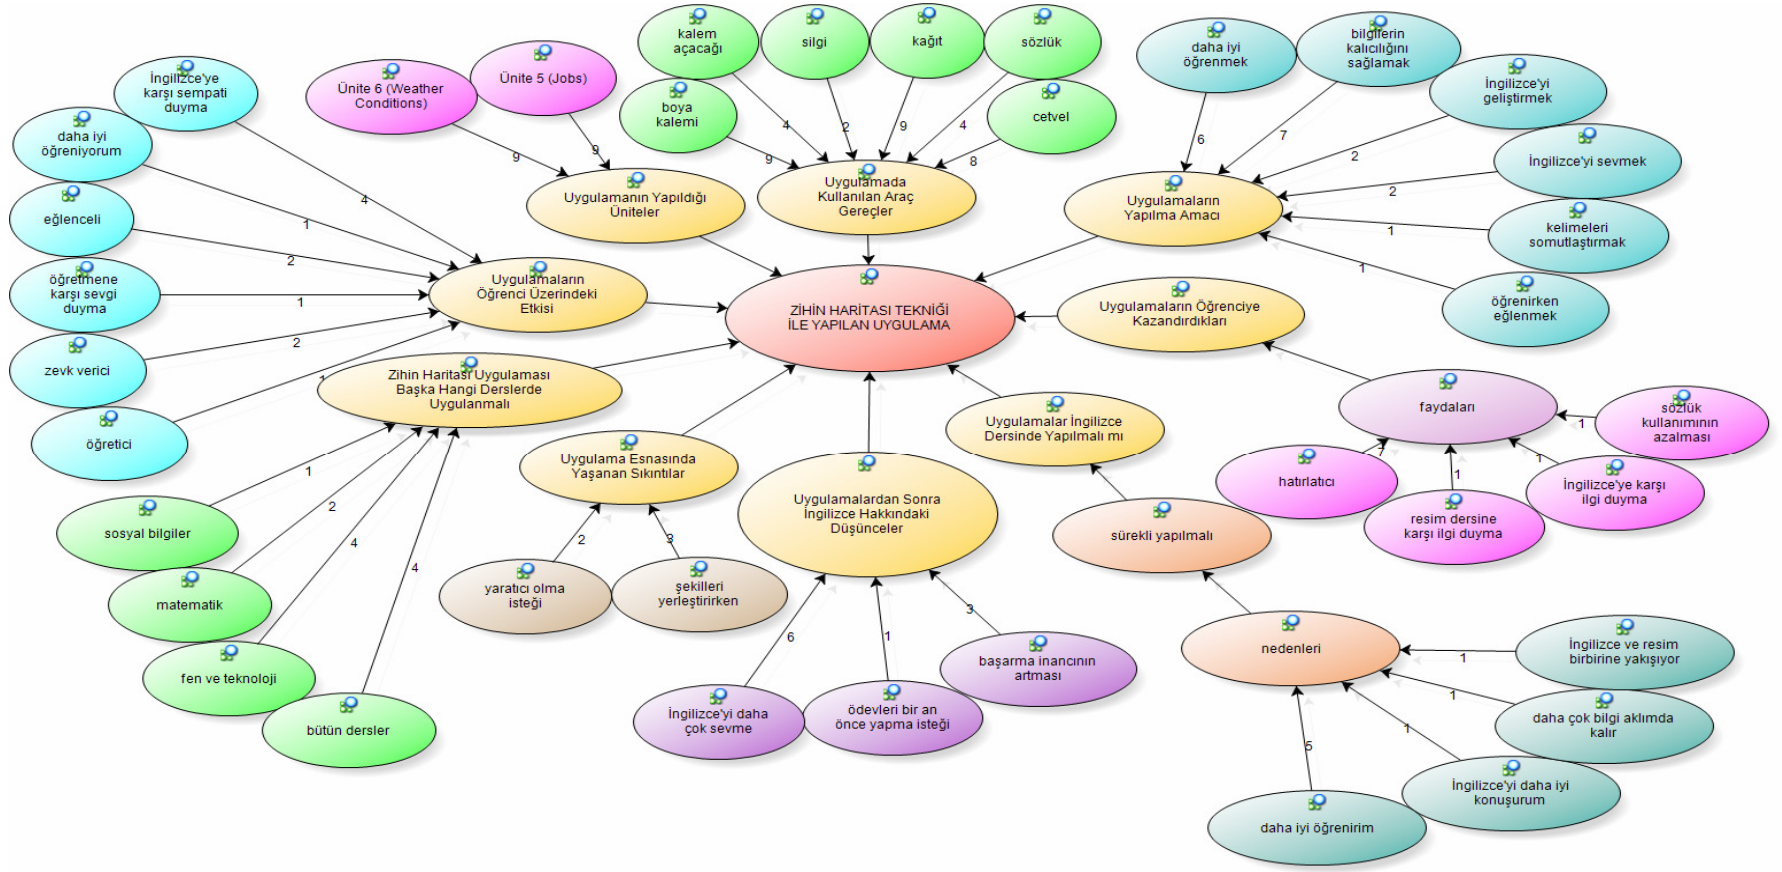 kalem
açacağı
silgi
kağıt
sözlük
daha iyi
öğrenmek
bilgilerin
kalıcılığını
sağlamak
İngilizce'ye
karşı sempati
duyma
Ünite 6 (Weather
Conditions)
Ünite 5 (Jobs)
boya
kalemi
cetvel
İngilizce'yi
geliştirmek
daha iyi
öğreniyorum
4
2
9
4
9
8
9
9
6
7
2
İngilizce'yi sevmek
2
Uygulamanın Yapıldığı
Üniteler
Uygulamada
Kullanılan Araç
Gereçler
Uygulamaların
Yapılma Amacı
kelimeleri
somutlaştırmak
1
1
öğrenirken
eğlenmek
eğlenceli
4
1
2
1
2
1
öğretmene
karşı sevgi
duyma
Uygulamaların
Öğrenci Üzerindeki
Etkisi
ZİHİN HARİTASI TEKNİĞİ
İLE YAPILAN UYGULAMA
Uygulamaların Öğrenciye
Kazandırdıkları
zevk verici
Zihin Haritası Uygulaması
Başka Hangi Derslerde
Uygulanmalı
öğretici
Uygulamalar İngilizce
Dersinde Yapılmalı mı
faydaları
sözlük
kullanımının
azalması
1
7
1
1
Uygulama Esnasında
Yaşanan Sıkıntılar
hatırlatıcı
İngilizce'ye karşı
ilgi duyma
resim dersine
karşı ilgi duyma
Uygulamalardan Sonra
İngilizce Hakkındaki
Düşünceler
sürekli yapılmalı
1
2
4
4
sosyal bilgiler
2
3
yaratıcı olma
isteği
şekilleri
yerleştirirken
matematik
6
1
3
nedenleri
İngilizce ve resim
birbirine yakışıyor
1
1
1
5
fen ve teknoloji
başarma inancının
artması
bütün dersler
İngilizce'yi daha
çok sevme
ödevleri bir an
önce yapma isteği
daha çok bilgi aklımda
kalır
İngilizce'yi daha iyi
konuşurum
daha iyi öğrenirim